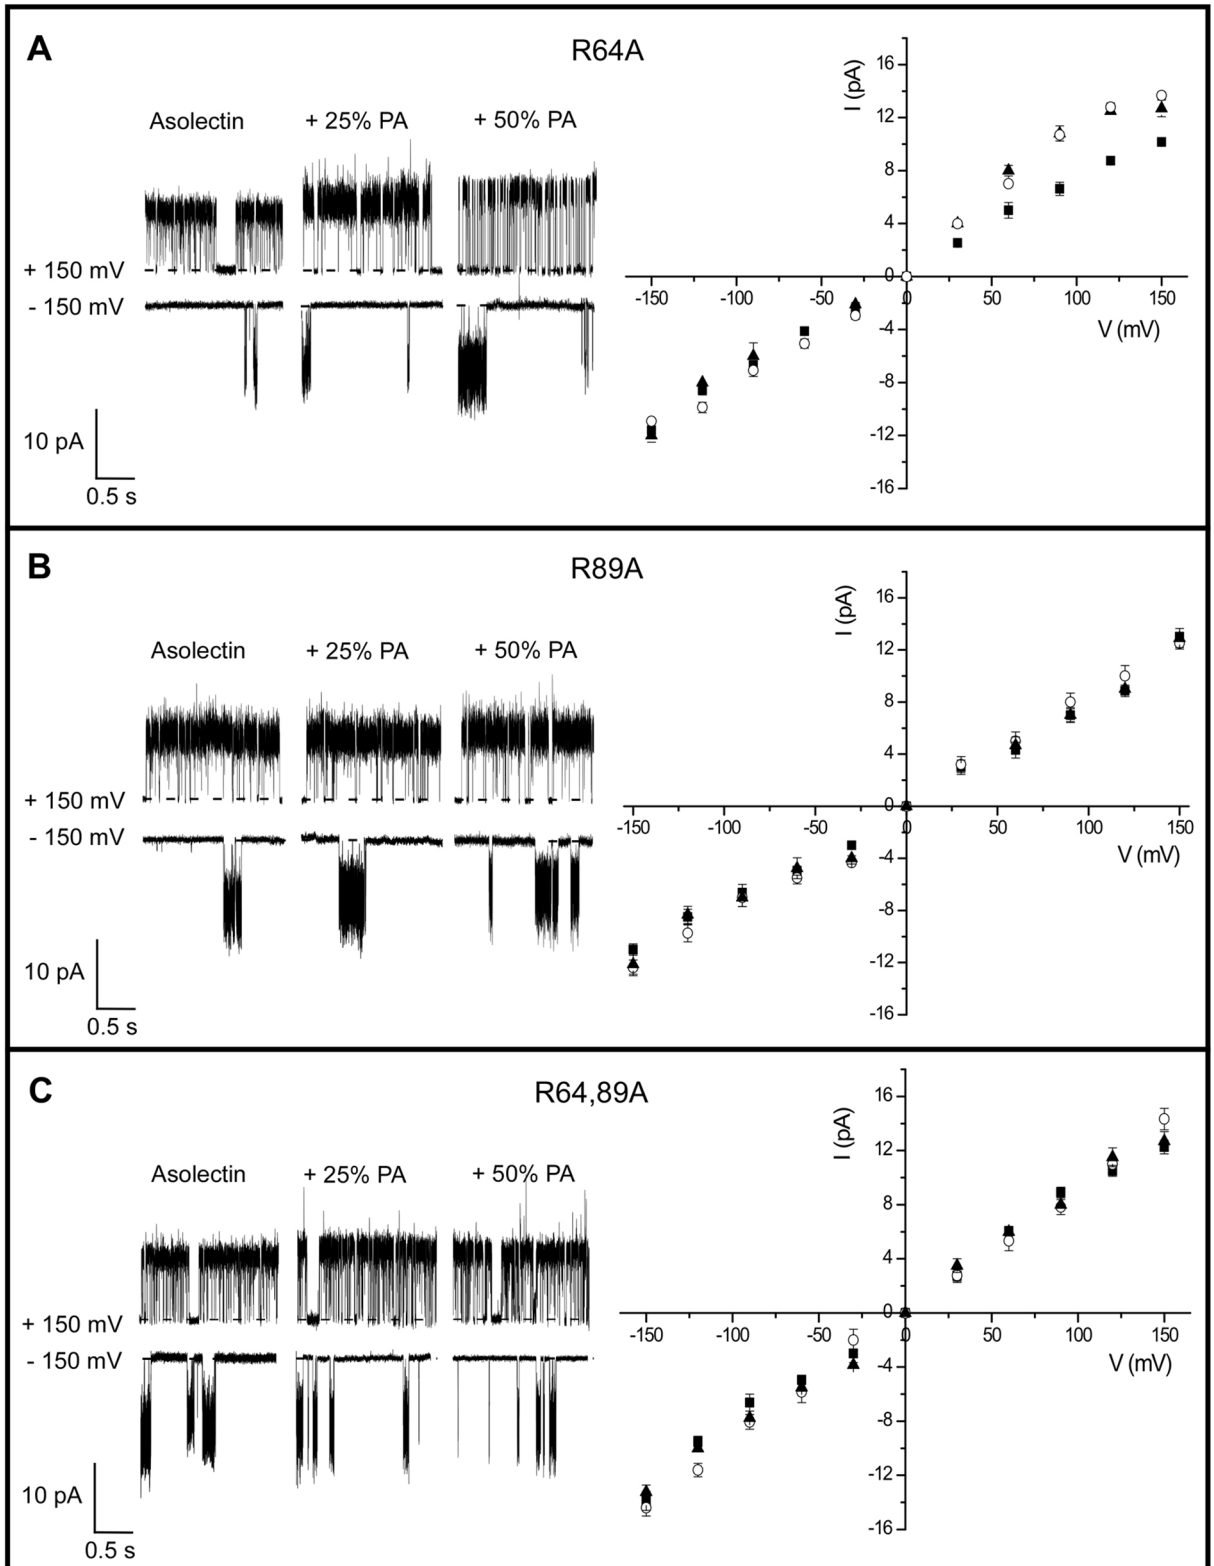 A
R64A
Asolectin
+ 25% PA
+ 50% PA
+ 150 mV
- 150 mV
10 pA
0.5 s
I (pA)
16
12
8
4
0
-4
-8
-12
-16
-150
-100
-50
0
50
100
150
V (mV)
B
R89A
Asolectin
+ 25% PA
+ 50% PA
+ 150 mV
- 150 mV
10 pA
0.5 s
I (pA)
16
12
8
4
0
-4
-8
-12
-16
-150
-100
-50
0
50
100
150
V (mV)
C
R64,89A
Asolectin
+ 25% PA
+ 50% PA
+ 150 mV
- 150 mV
10 pA
0.5 s
I (pA)
16
12
8
4
0
-4
-8
-12
-16
-150
-100
-50
0
50
100
150
V (mV)